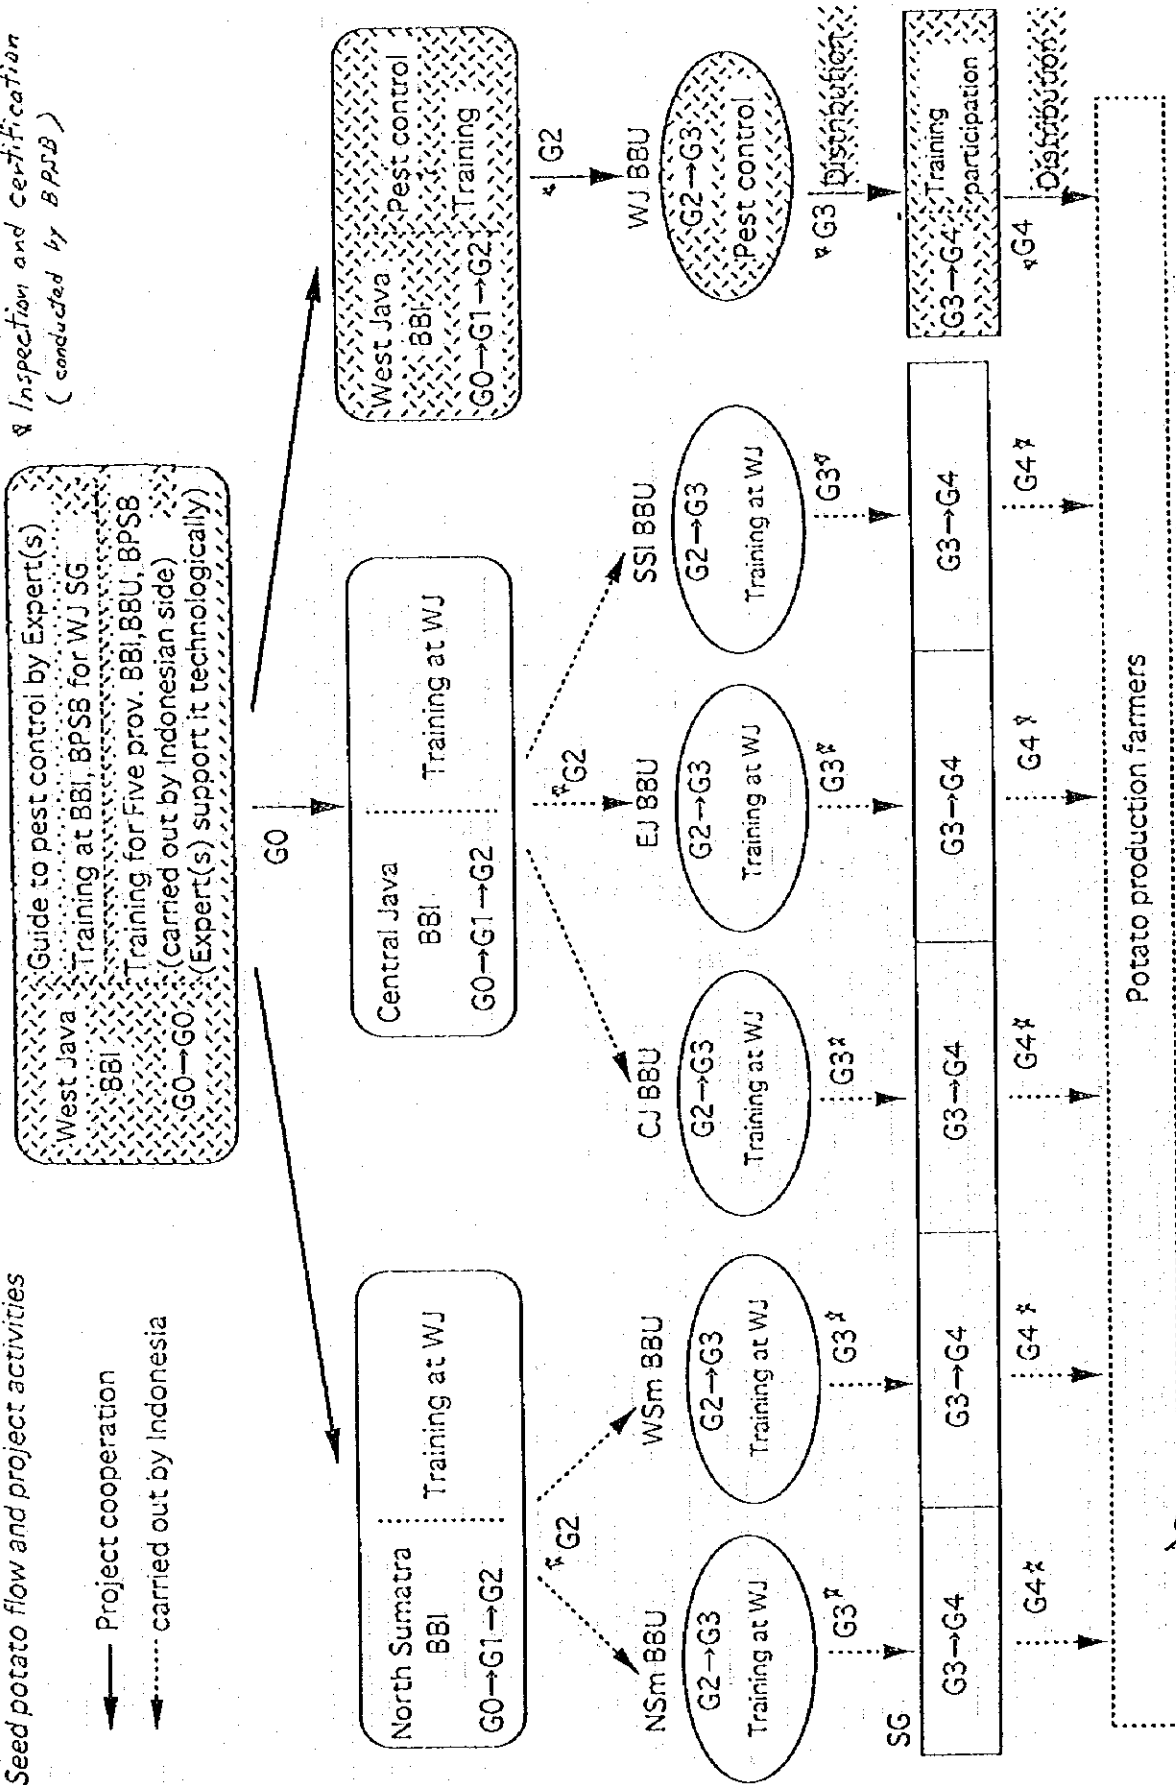 Seed potato flow and project activities
Project cooperation
carried out by Indonesia
Inspection and certification
( conducted by BPSB )
West Java
BBI
G0→G0
Guide to pest control by Expert(s)
Training at BBI, BPSB for WJ SG
Training for Five prov. BBI,BBU, BPSB
(carried out by Indonesian side)
(Expert(s) support it technologically)
G0
North Sumatra
BBI
G0→G1→G2
Training at WJ
Central Java
BBI
G0→G1→G2
Training at WJ
West Java
BBI
G0→G1→G2
Pest control
Training
G2
G2
G2
NSm BBU
G2→G3
Training at WJ
WSm BBU
G2→G3
Training at WJ
CJ BBU
G2→G3
Training at WJ
EJ BBU
G2→G3
Training at WJ
SSl BBU
G2→G3
Training at WJ
WJ BBU
G2→G3
Pest control
G3
G3
G3
G3
G3
G3
Distribution
SG
G3→G4
G3→G4
G3→G4
G3→G4
G3→G4
G3→G4
Training
participation
G4
G4
G4
G4
G4
G4
Distribution
Potato production farmers